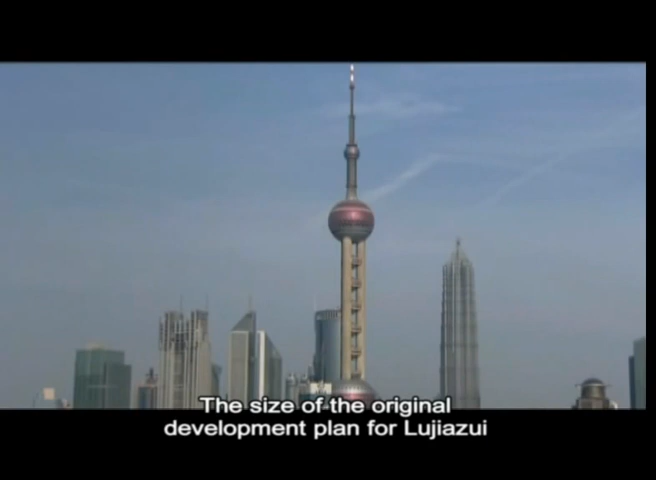 The size of the original
development plan for Lujiazui